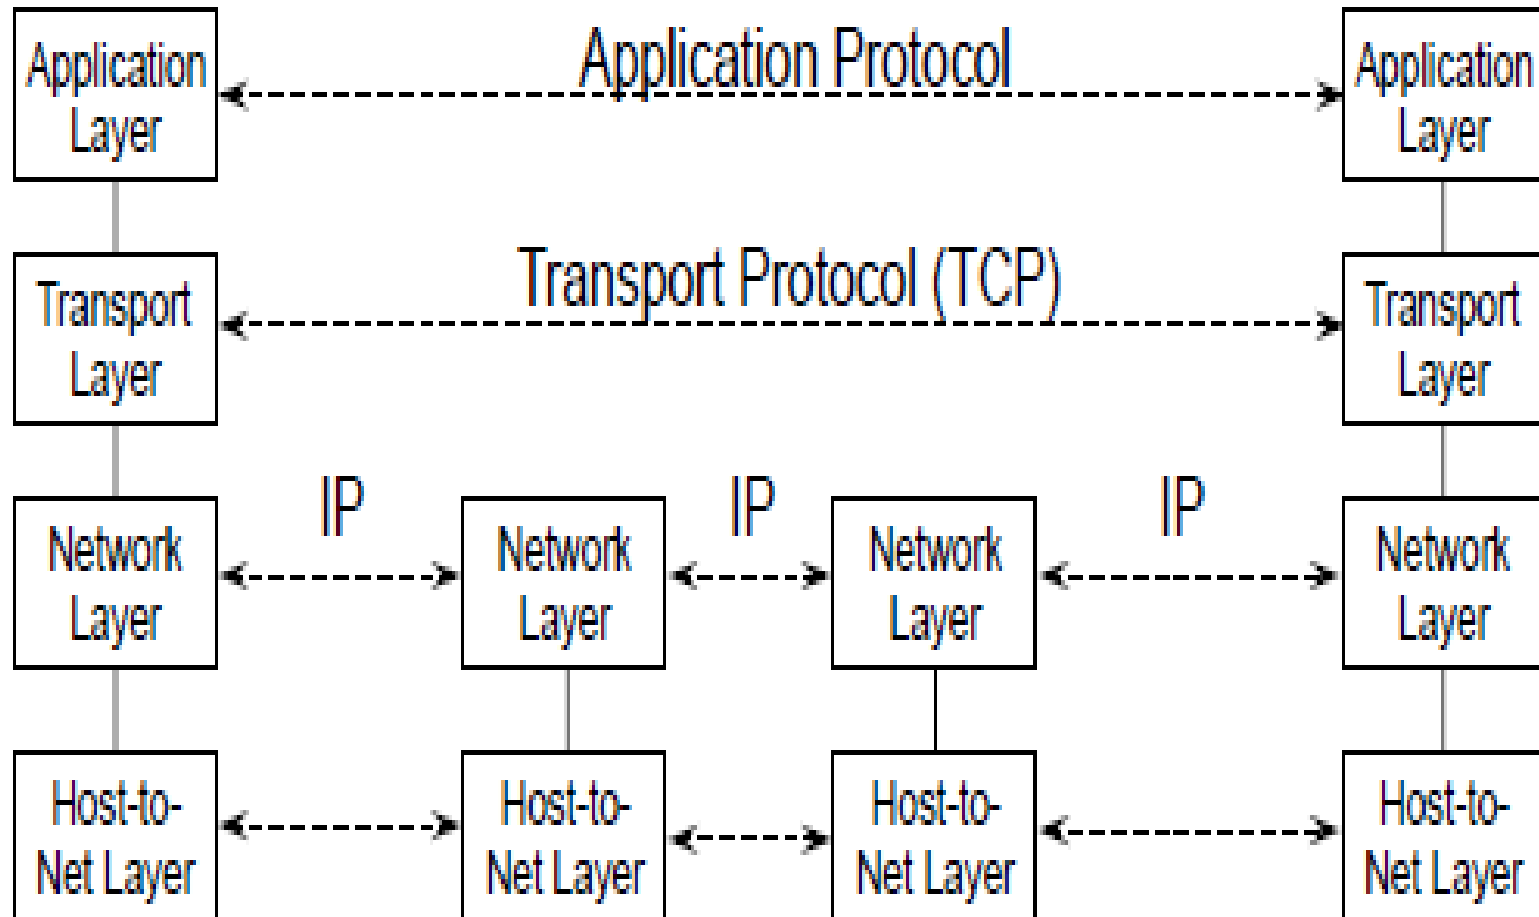 Application
Layer
Application Protocol
Application
Layer
Transport
Layer
Transport Protocol (TCP)
Transport
Layer
Network
Layer
IP
Network
Layer
IP
Network
Layer
IP
Network
Layer
Host-to-
Net Layer
Host-to-
Net Layer
Host-to-
Net Layer
Host-to-
Net Layer